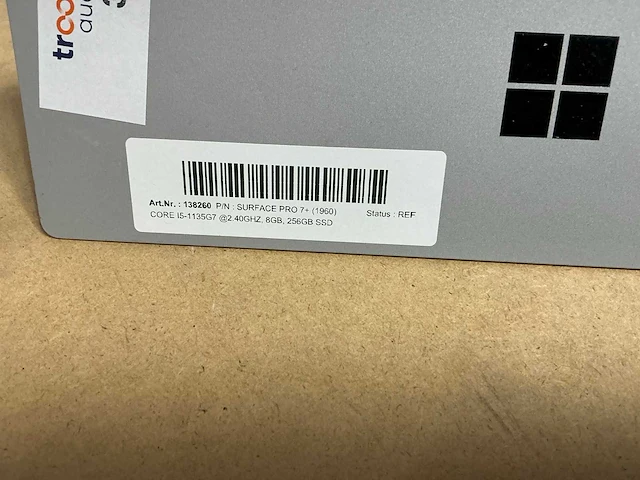 Art.Nr. : 138260 P/N : SURFACE PRO 7+ (1960) Status : REF
CORE I5-1135G7 @2.40GHZ, 8GB, 256GB SSD